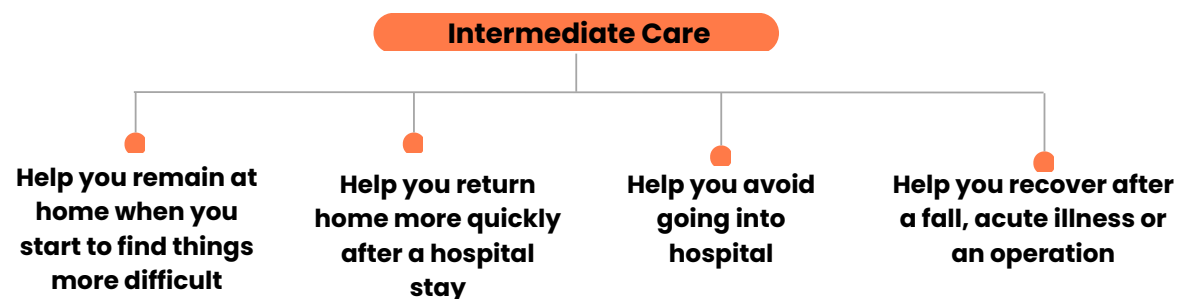 Intermediate Care
Help you remain at
home when you
start to find things
more difficult
Help you return
home more quickly
after a hospital
stay
Help you avoid
going into
hospital
Help you recover after
a fall, acute illness or
an operation